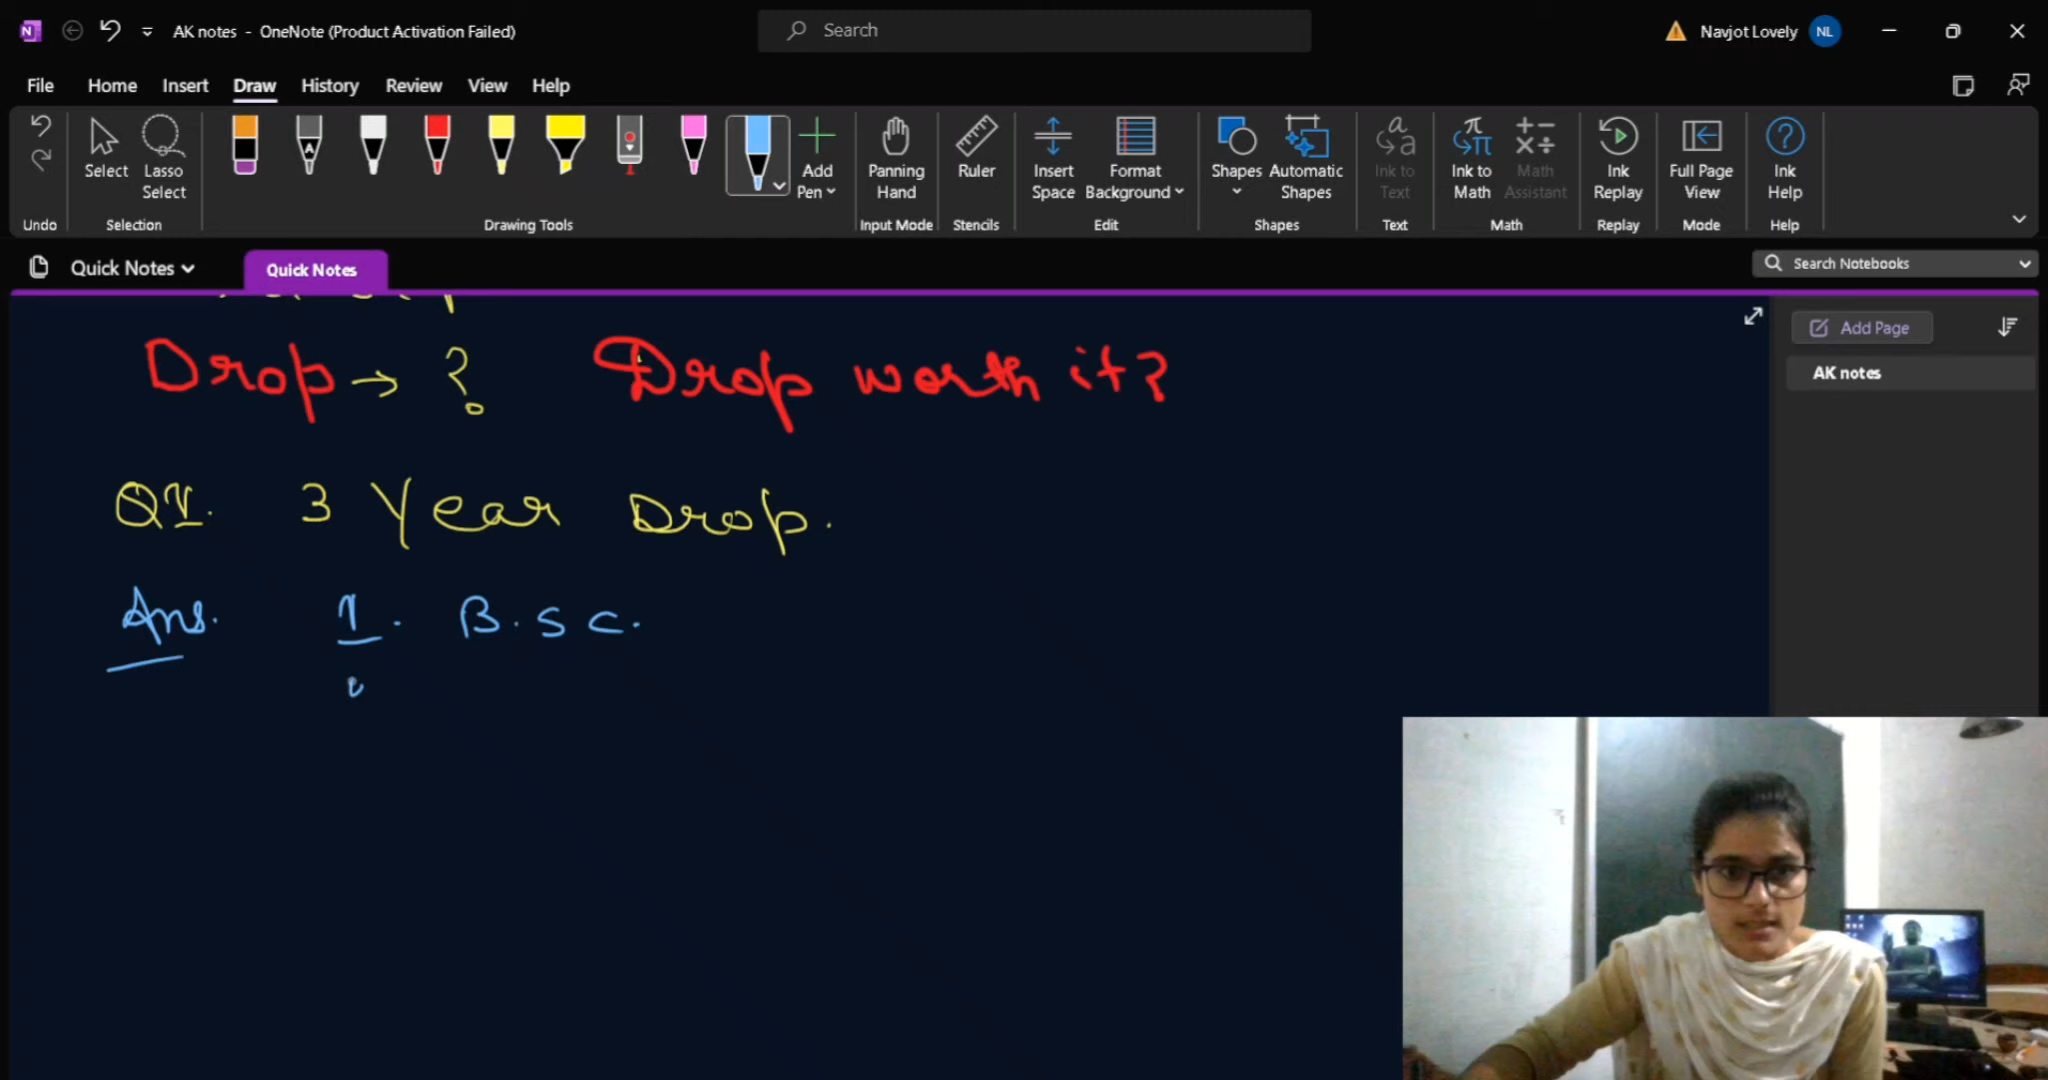 AK notes - OneNote (Product Activation Failed)
Search
Navjot Lovely NL
File Home Insert Draw History Review View Help
Select
Lasso Select
Add Pen
Panning Hand
Ruler
Insert Space
Format Background
Shapes
Automatic Shapes
Ink to Text
Ink to Math
Math Assistant
Ink Replay
Full Page View
Ink Help
Undo Selection Drawing Tools Input Mode Stencils Edit Shapes Text Math Replay Mode Help
Quick Notes Quick Notes Search Notebooks
Add Page
AK notes
Drop → ? Drop worth it?
Q1. 3 Year Drop.
Ans. 1. B.Sc.